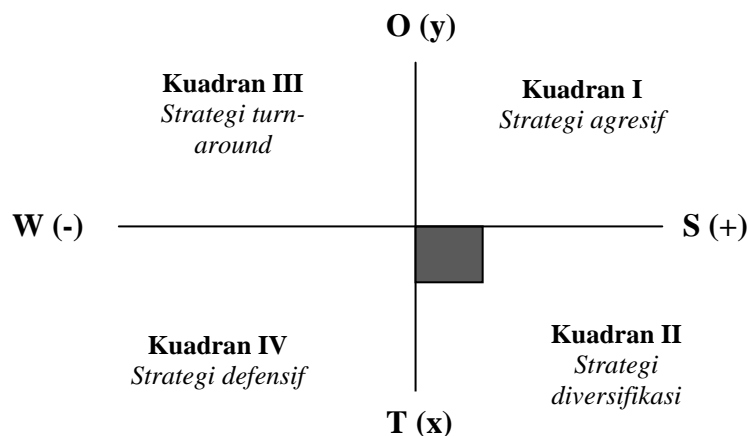 O (y)
Kuadran III
Strategi turn-
around
Kuadran I
Strategi agresif
W (-)
S (+)
Kuadran IV
Strategi defensif
Kuadran II
Strategi
diversifikasi
T (x)